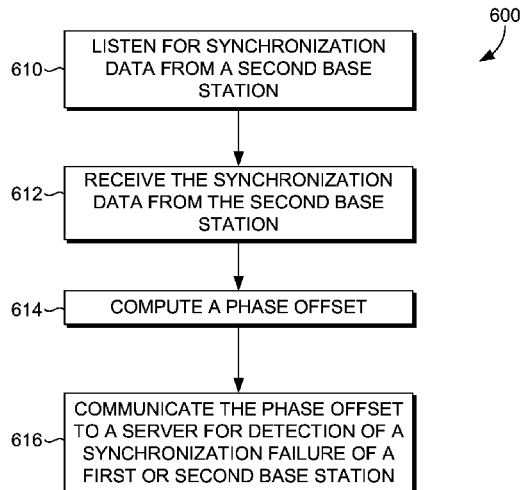 600
610
LISTEN FOR SYNCHRONIZATION
DATA FROM A SECOND BASE
STATION
612
RECEIVE THE SYNCHRONIZATION
DATA FROM THE SECOND BASE
STATION
614
COMPUTE A PHASE OFFSET
616
COMMUNICATE THE PHASE OFFSET
TO A SERVER FOR DETECTION OF A
SYNCHRONIZATION FAILURE OF A
FIRST OR SECOND BASE STATION